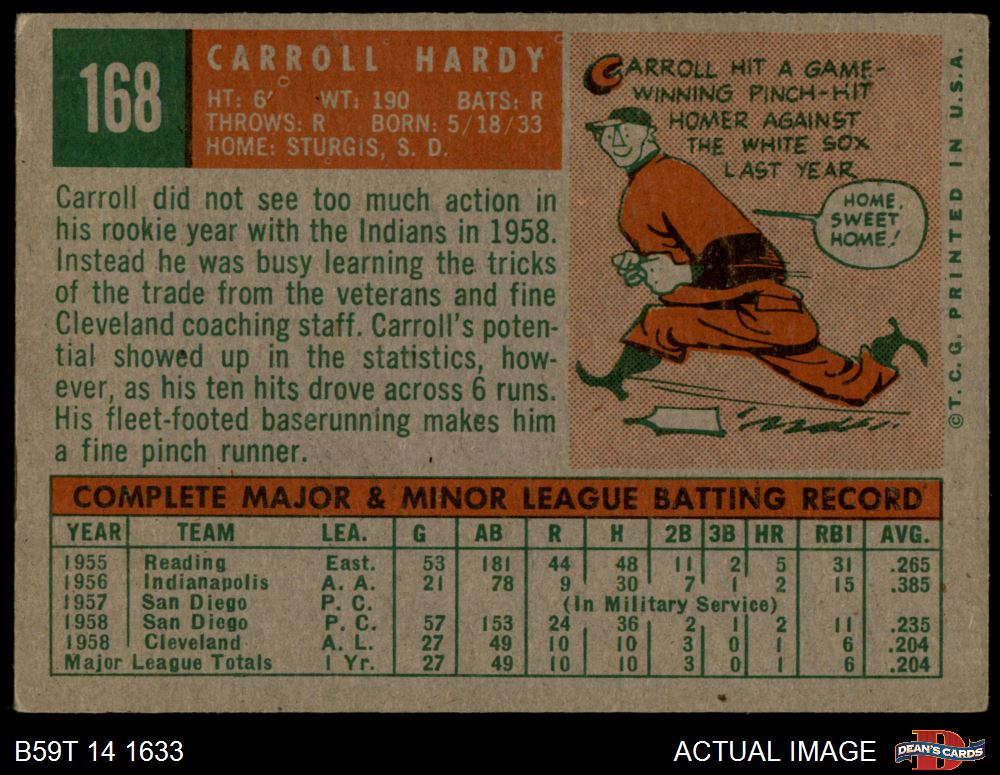 168
CARROLL HARDY
HT: 6' WT: 190 BATS: R
THROWS: R BORN: 5/18/33
HOME: STURGIS, S. D.
CARROLL HIT A GAME-
WINNING PINCH-HIT
HOMER AGAINST
THE WHITE SOX
LAST YEAR
HOME,
SWEET
HOME!
©T.C.G. PRINTED IN U.S.A.
Carroll did not see too much action in
his rookie year with the Indians in 1958.
Instead he was busy learning the tricks
of the trade from the veterans and fine
Cleveland coaching staff. Carroll's poten-
tial showed up in the statistics, how-
ever, as his ten hits drove across 6 runs.
His fleet-footed baserunning makes him
a fine pinch runner.
COMPLETE MAJOR & MINOR LEAGUE BATTING RECORD
YEAR TEAM LEA. G AB R H 2B 3B HR RBI AVG.
1955 Reading East. 53 181 44 48 11 2 5 31 .265
1956 Indianapolis A. A. 21 78 9 30 7 1 2 15 .385
1957 San Diego P. C. (In Military Service)
1958 San Diego P. C. 57 153 24 36 2 1 2 11 .235
1958 Cleveland A. L. 27 49 10 10 3 0 1 6 .204
Major League Totals 1 Yr. 27 49 10 10 3 0 1 6 .204
B59T 14 1633
ACTUAL IMAGE
DEAN'S CARDS